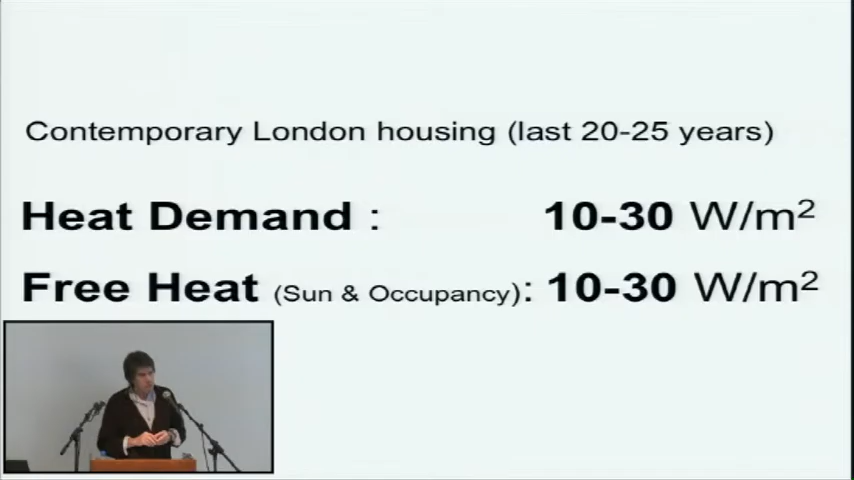 Contemporary London housing (last 20-25 years)
Heat Demand : 10-30 W/m²
Free Heat (Sun & Occupancy): 10-30 W/m²